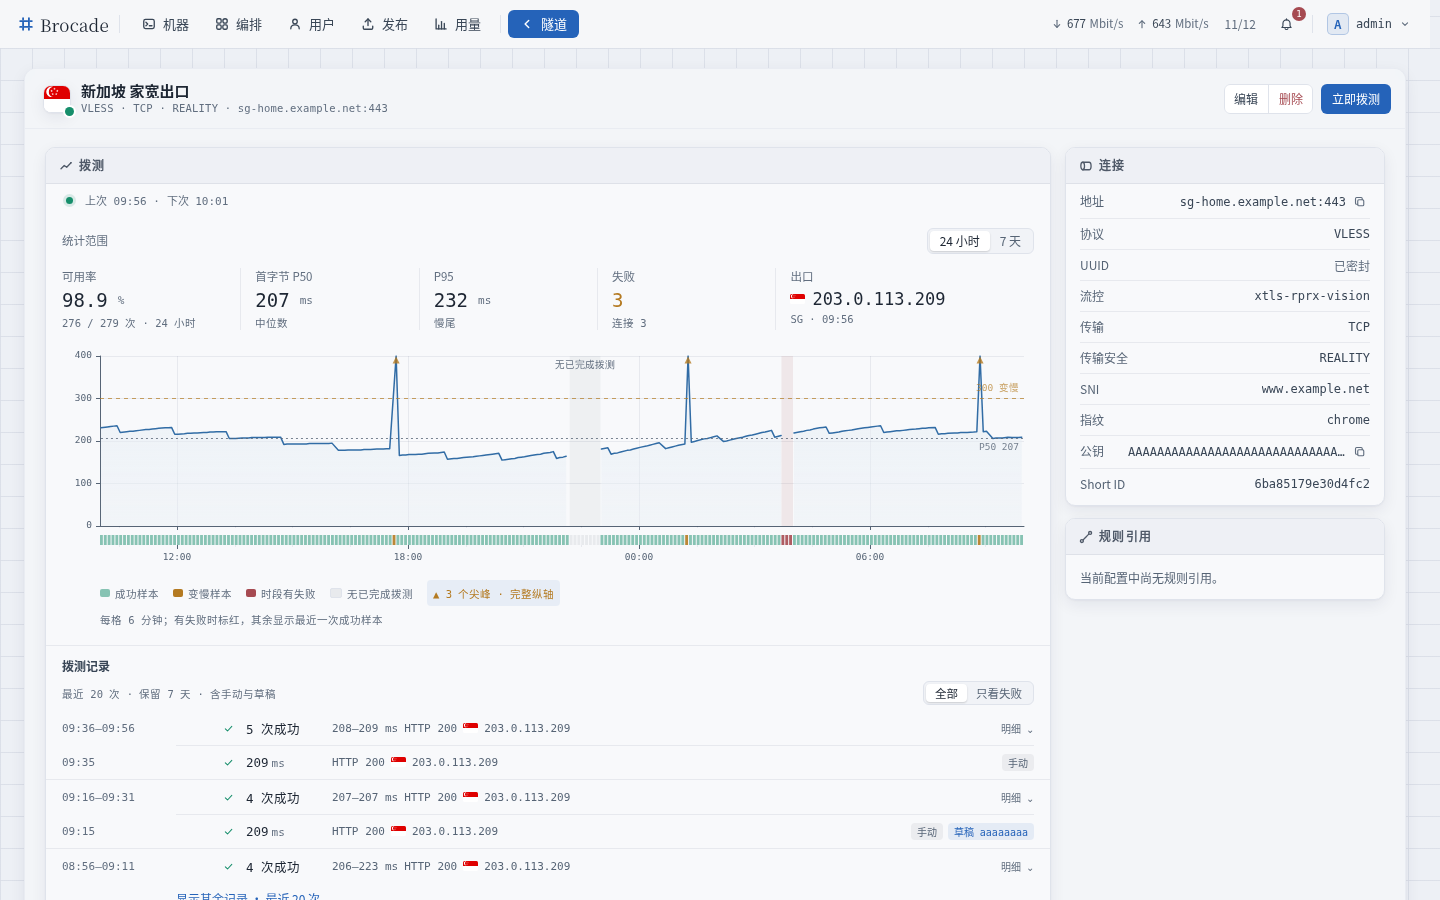 Brocade 机器 编排 用户 发布 用量 隧道 ↓ 677 Mbit/s ↑ 643 Mbit/s 11/12 1 A admin
新加坡 家宽出口
VLESS · TCP · REALITY · sg-home.example.net:443
编辑 删除 立即拨测
拨测
上次 09:56 · 下次 10:01
统计范围 24 小时 7 天
可用率 首字节 P50 P95 失败 出口
98.9 % 207 ms 232 ms 3 203.0.113.209
276 / 279 次 · 24 小时 中位数 慢尾 连接 3 SG · 09:56
400
300
200
100
0
无已完成拨测
300 变慢
P50 207
12:00 18:00 00:00 06:00
成功样本 变慢样本 时段有失败 无已完成拨测 ▲ 3 个尖峰 · 完整纵轴
每格 6 分钟；有失败时标红，其余显示最近一次成功样本
拨测记录
最近 20 次 · 保留 7 天 · 含手动与草稿 全部 只看失败
09:36–09:56 ✓ 5 次成功 208–209 ms HTTP 200 203.0.113.209 明细
09:35 ✓ 209 ms HTTP 200 203.0.113.209 手动
09:16–09:31 ✓ 4 次成功 207–207 ms HTTP 200 203.0.113.209 明细
09:15 ✓ 209 ms HTTP 200 203.0.113.209 手动 草稿 aaaaaaaa
08:56–09:11 ✓ 4 次成功 206–223 ms HTTP 200 203.0.113.209 明细
显示其余记录 · 最近 20 次
连接
地址 sg-home.example.net:443
协议 VLESS
UUID 已密封
流控 xtls-rprx-vision
传输 TCP
传输安全 REALITY
SNI www.example.net
指纹 chrome
公钥 AAAAAAAAAAAAAAAAAAAAAAAAAAAAA…
Short ID 6ba85179e30d4fc2
规则引用
当前配置中尚无规则引用。